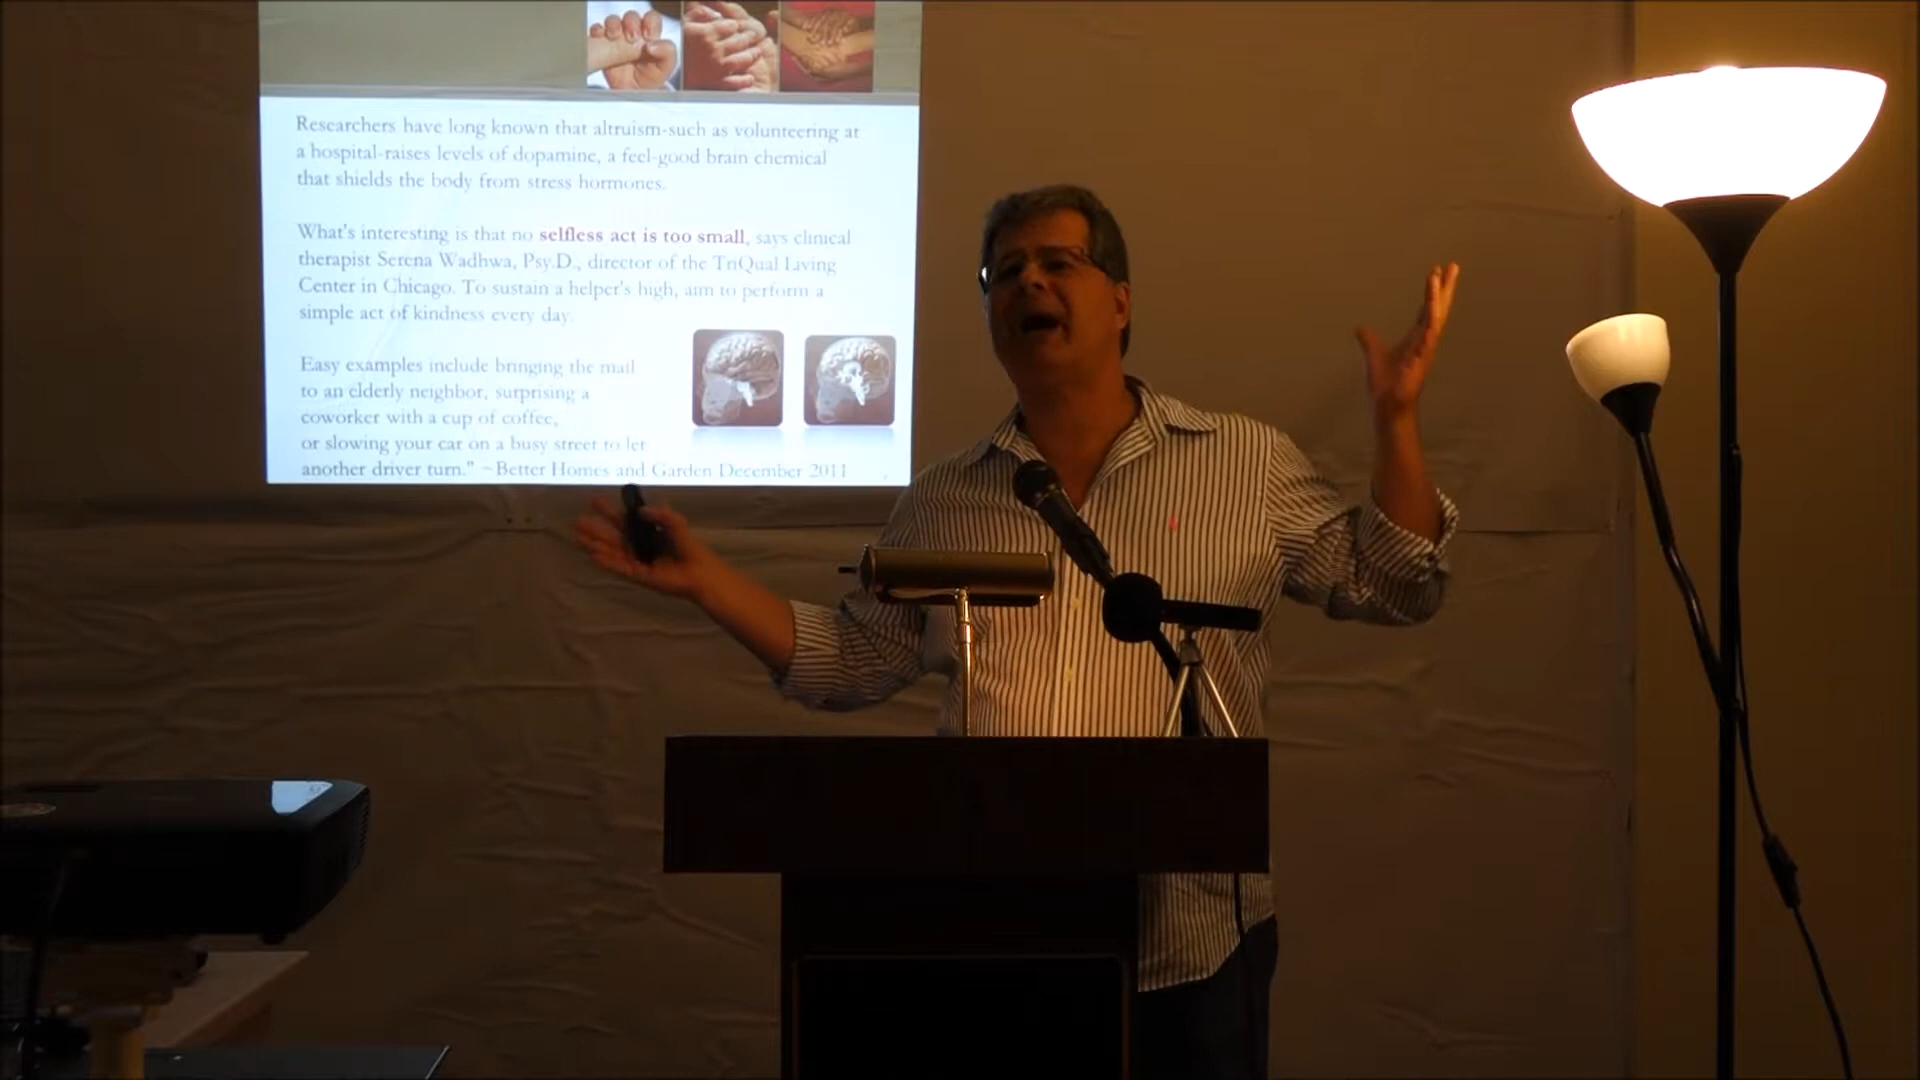 Researchers have long known that altruism-such as volunteering at
a hospital-raises levels of dopamine, a feel-good brain chemical
that shields the body from stress hormones.
What's interesting is that no selfless act is too small, says clinical
therapist Serena Wadhwa, Psy.D., director of the TriQual Living
Center in Chicago. To sustain a helper's high, aim to perform a
simple act of kindness every day.
Easy examples include bringing the mail
to an elderly neighbor, surprising a
coworker with a cup of coffee,
or slowing your car on a busy street to let
another driver turn." ~Better Homes and Garden December 2011